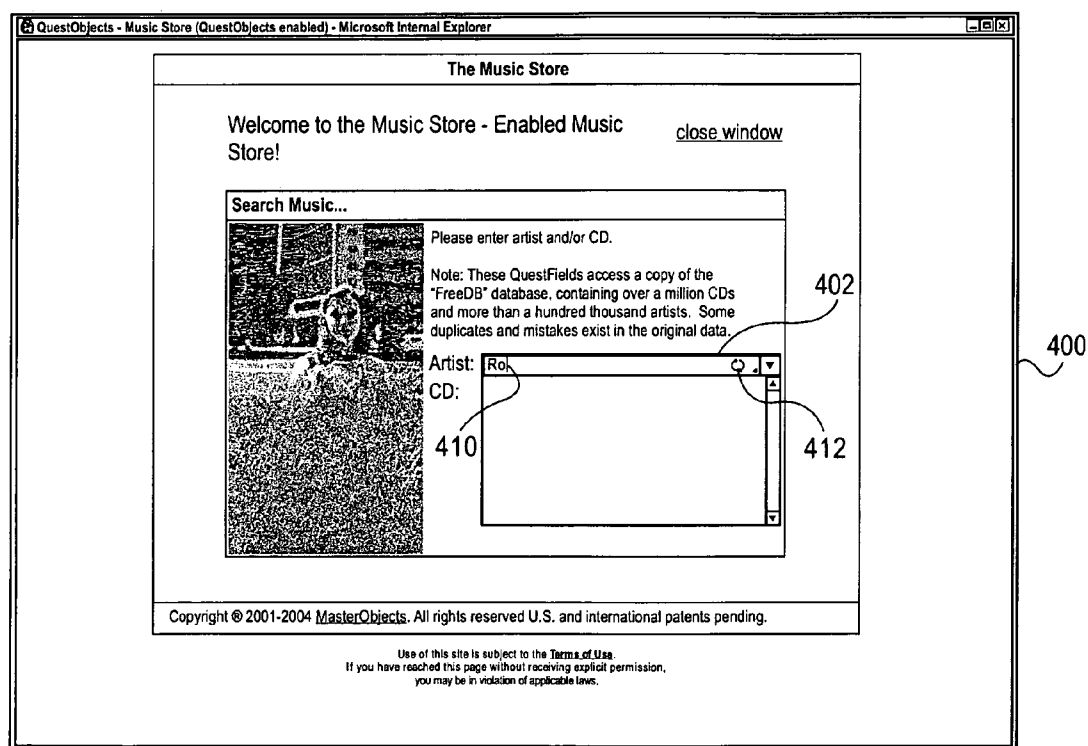 QuestObjects - Music Store (QuestObjects enabled) - Microsoft Internal Explorer
The Music Store
Welcome to the Music Store - Enabled Music
Store!
close window
Search Music...
Please enter artist and/or CD.
Note: These QuestFields access a copy of the
"FreeDB" database, containing over a million CDs
and more than a hundred thousand artists. Some
duplicates and mistakes exist in the original data.
402
400
Artist: Ro
CD:
410
412
Copyright ® 2001-2004 MasterObjects. All rights reserved U.S. and international patents pending.
Use of this site is subject to the Terms of Use.
If you have reached this page without receiving explicit permission,
you may be in violation of applicable laws.